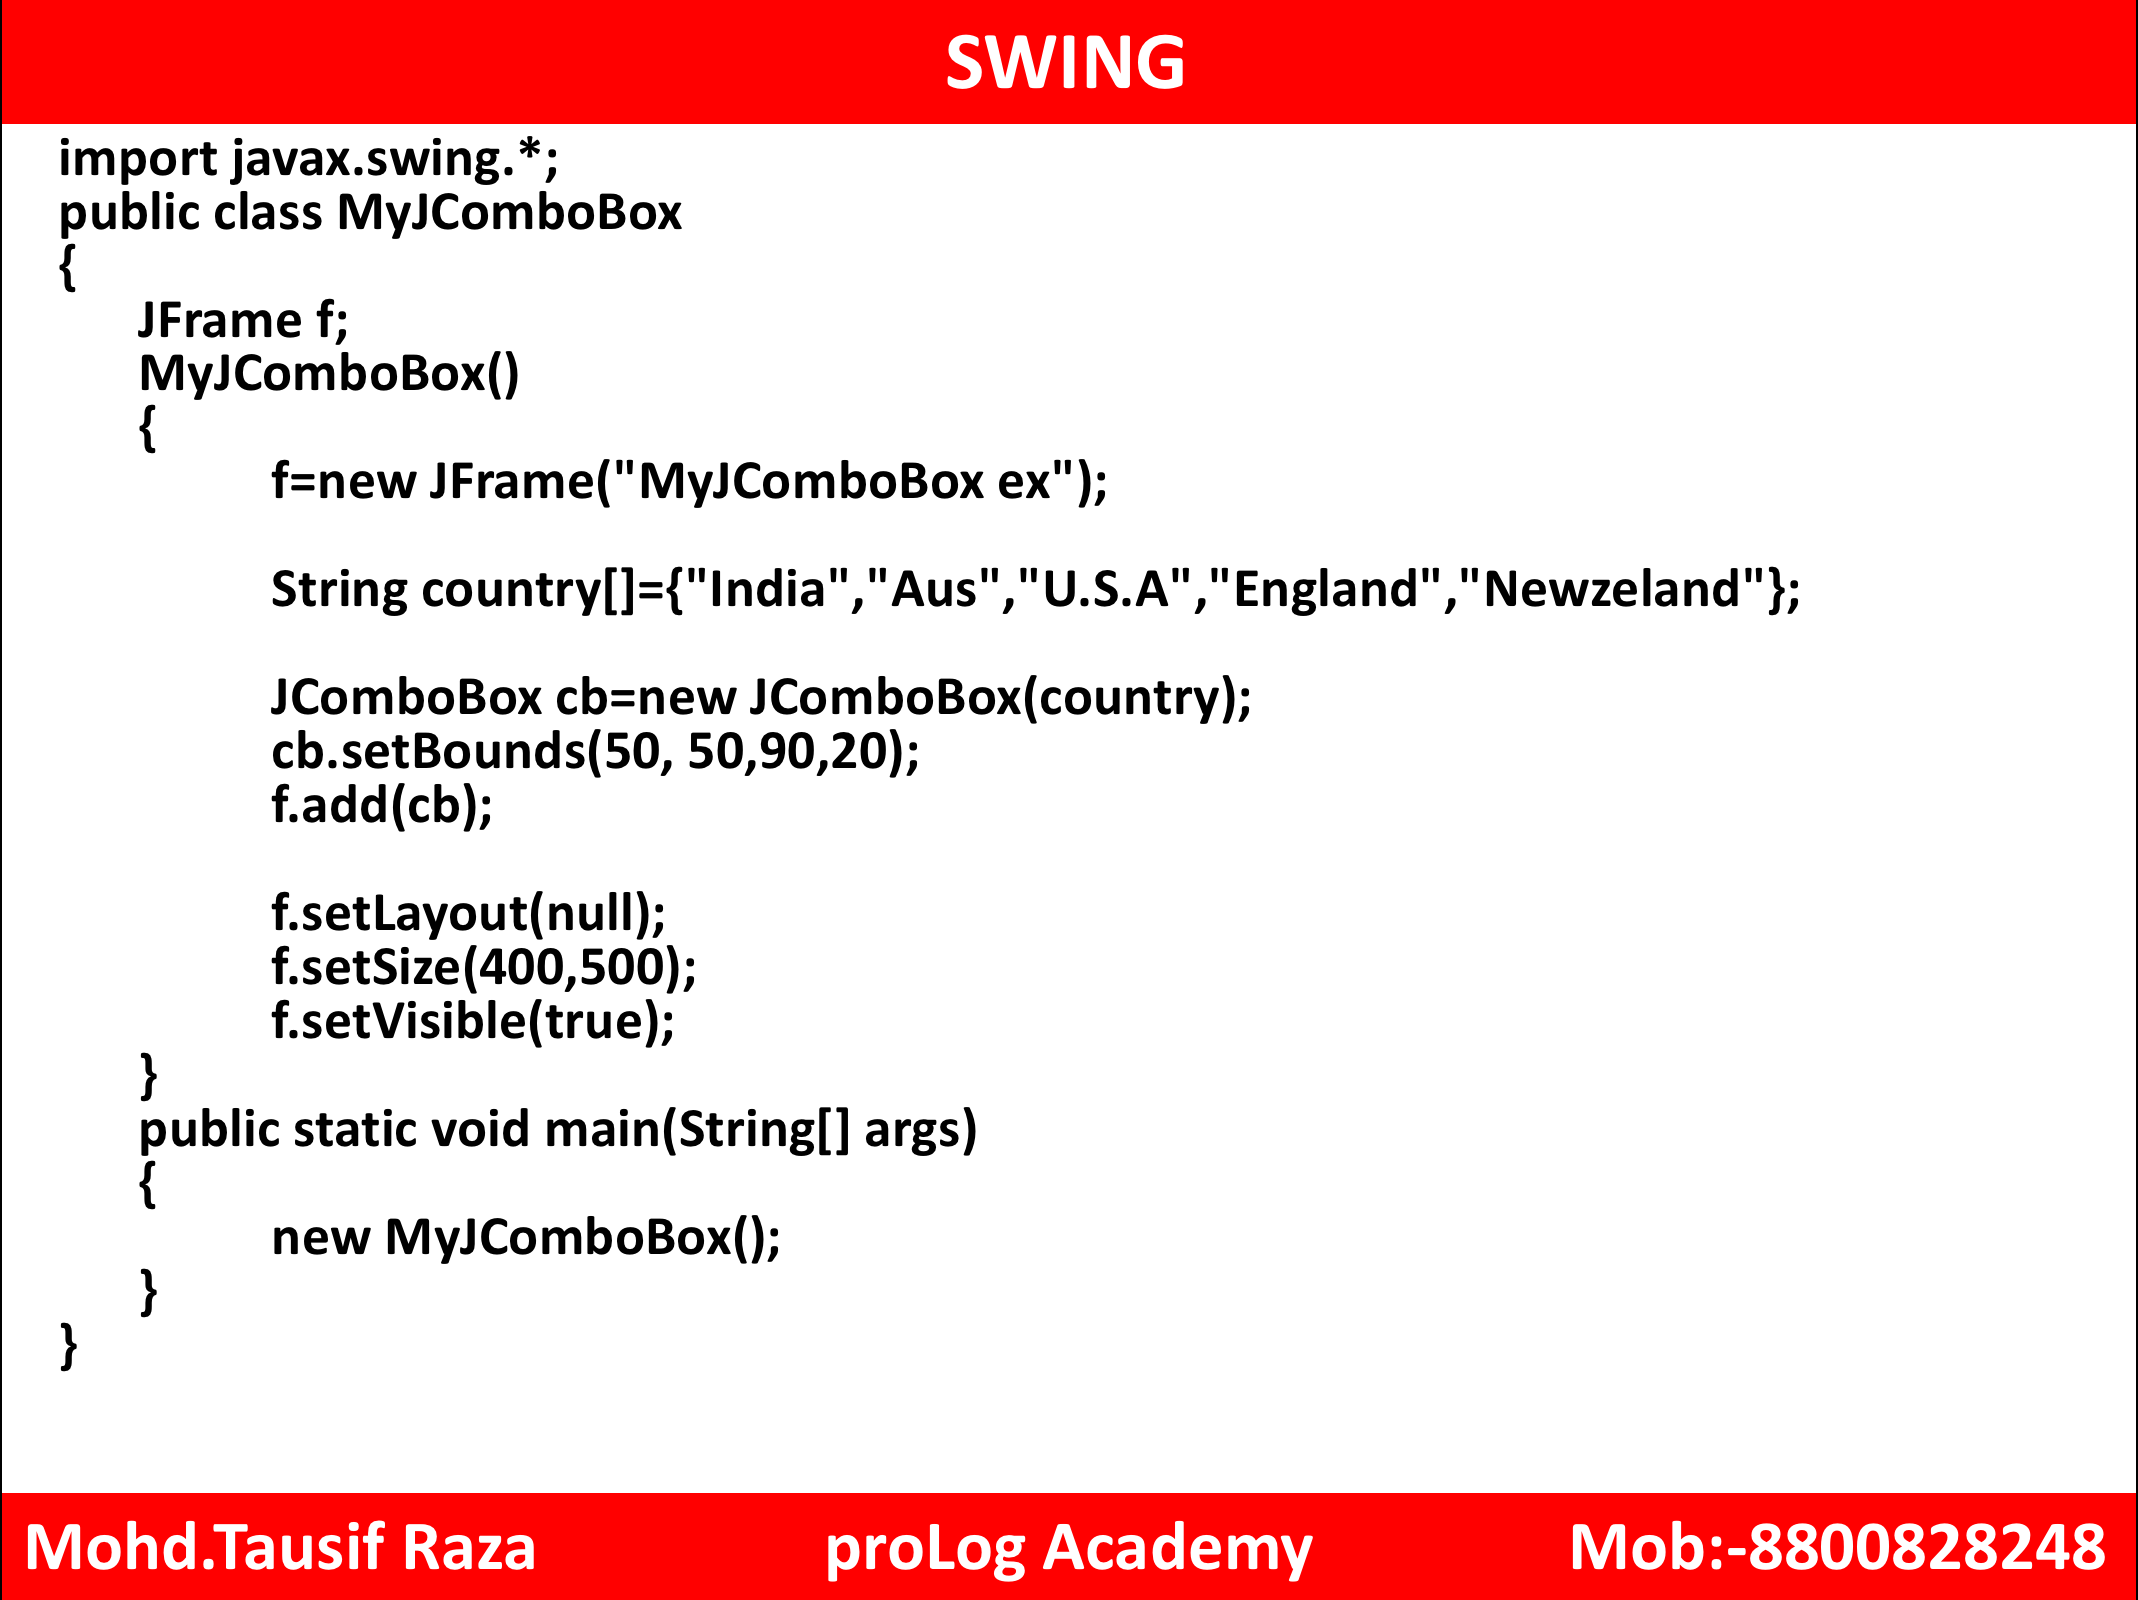 SWING
import javax.swing.*;
public class MyJComboBox
{
JFrame f;
MyJComboBox()
{
f=new JFrame("MyJComboBox ex");
String country[]={"India","Aus","U.S.A","England","Newzeland"};
JComboBox cb=new JComboBox(country);
cb.setBounds(50, 50,90,20);
f.add(cb);
f.setLayout(null);
f.setSize(400,500);
f.setVisible(true);
}
public static void main(String[] args)
{
new MyJComboBox();
}
}
Mohd.Tausif Raza proLog Academy Mob:-8800828248